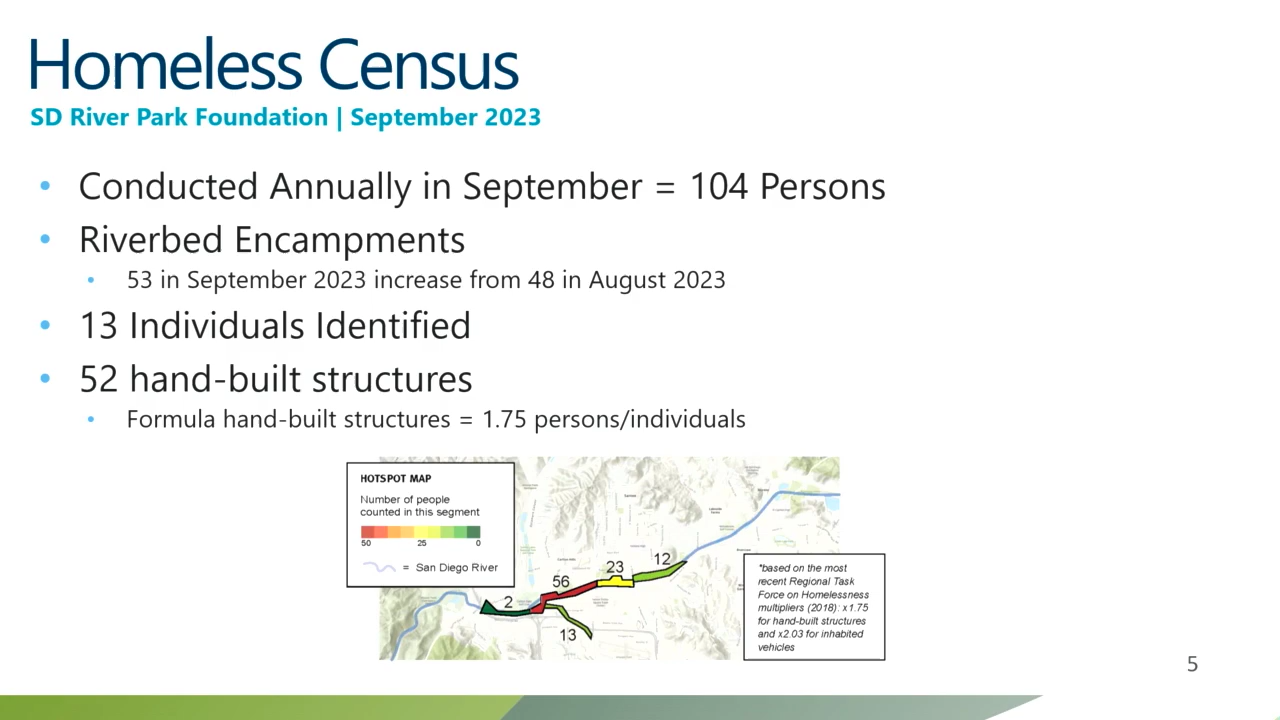 Homeless Census
SD River Park Foundation | September 2023
• Conducted Annually in September = 104 Persons
• Riverbed Encampments
• 53 in September 2023 increase from 48 in August 2023
• 13 Individuals Identified
• 52 hand-built structures
• Formula hand-built structures = 1.75 persons/individuals
HOTSPOT MAP
Number of people
counted in this segment
50 25 0
= San Diego River
12
23
56
2
13
*based on the most
recent Regional Task
Force on Homelessness
multipliers (2018): x1.75
for hand-built structures
and x2.03 for inhabited
vehicles
5